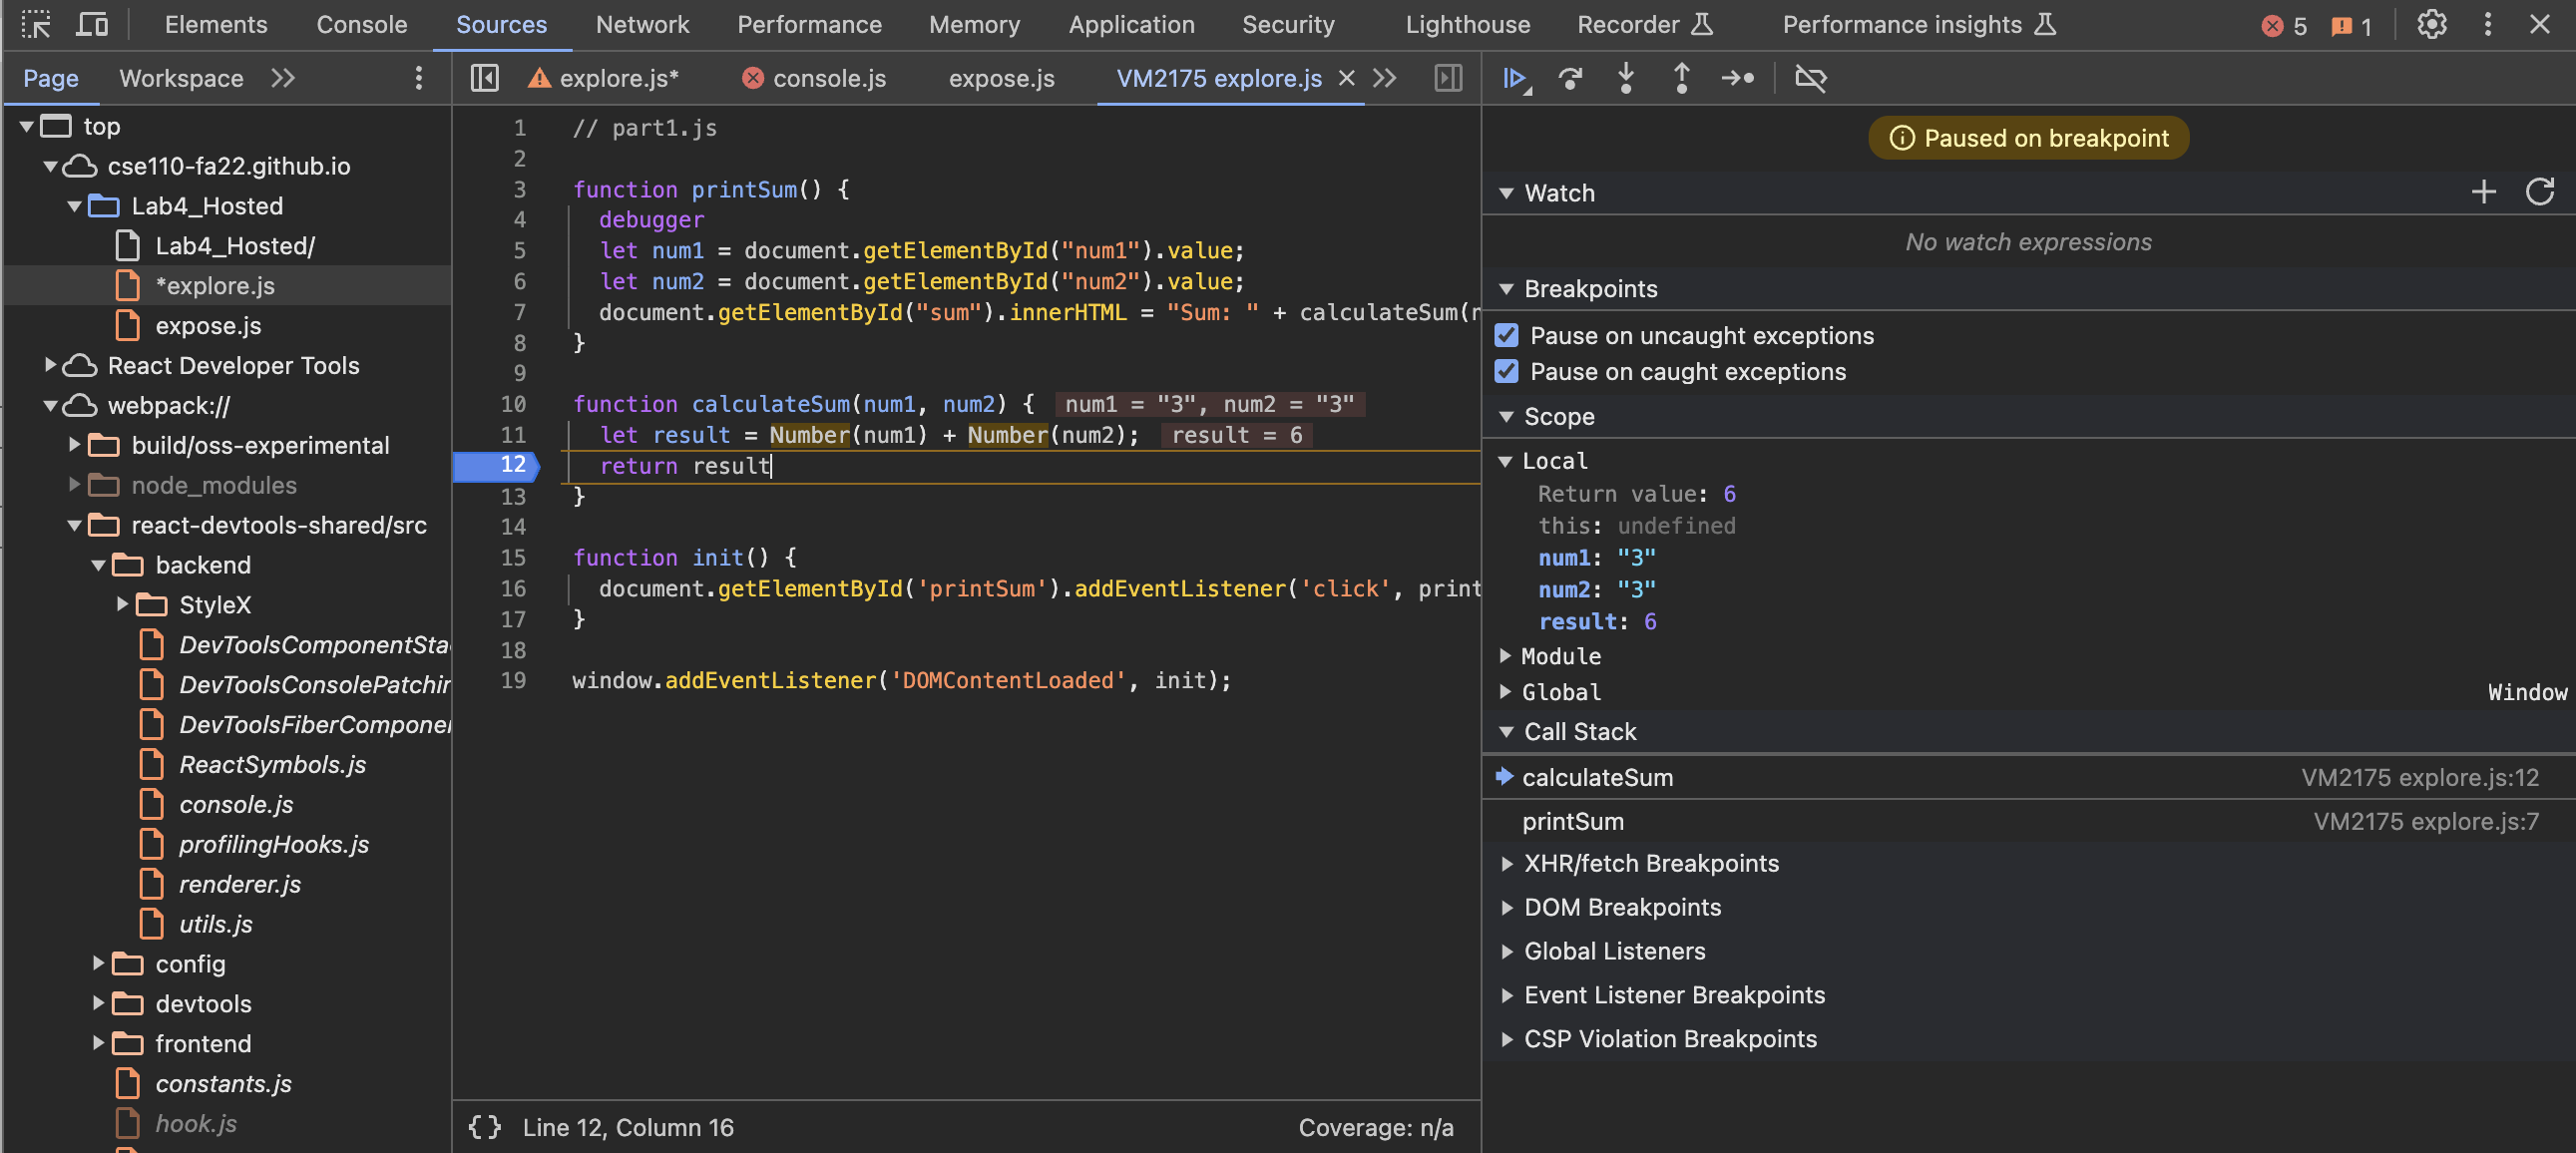 Elements Console Sources Network Performance Memory Application Security Lighthouse Recorder Performance insights 5 1
Page Workspace
top
cse110-fa22.github.io
Lab4_Hosted
Lab4_Hosted/
*explore.js
expose.js
React Developer Tools
webpack://
build/oss-experimental
node_modules
react-devtools-shared/src
backend
StyleX
DevToolsComponentSta
DevToolsConsolePatchin
DevToolsFiberComponen
ReactSymbols.js
console.js
profilingHooks.js
renderer.js
utils.js
config
devtools
frontend
constants.js
hook.js
explore.js* console.js expose.js VM2175 explore.js
1 // part1.js
2
3 function printSum() {
4 debugger
5 let num1 = document.getElementById("num1").value;
6 let num2 = document.getElementById("num2").value;
7 document.getElementById("sum").innerHTML = "Sum: " + calculateSum(n
8 }
9
10 function calculateSum(num1, num2) { num1 = "3", num2 = "3"
11 let result = Number(num1) + Number(num2); result = 6
12 return result
13 }
14
15 function init() {
16 document.getElementById('printSum').addEventListener('click', print
17 }
18
19 window.addEventListener('DOMContentLoaded', init);
{} Line 12, Column 16 Coverage: n/a
Paused on breakpoint
Watch
No watch expressions
Breakpoints
Pause on uncaught exceptions
Pause on caught exceptions
Scope
Local
Return value: 6
this: undefined
num1: "3"
num2: "3"
result: 6
Module
Global Window
Call Stack
calculateSum VM2175 explore.js:12
printSum VM2175 explore.js:7
XHR/fetch Breakpoints
DOM Breakpoints
Global Listeners
Event Listener Breakpoints
CSP Violation Breakpoints